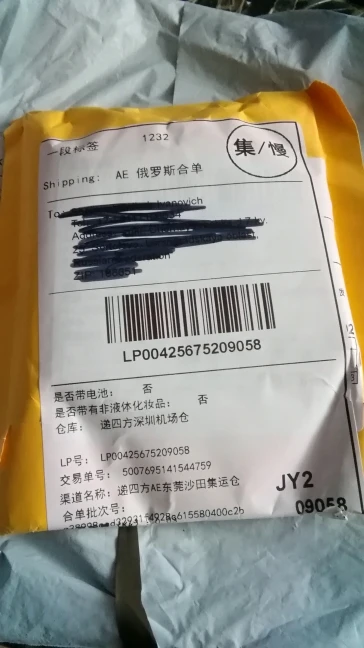 一段标签
1232
集/慢
Shipping: AE 俄罗斯合单
LP00425675209058
是否带电池: 否
是否带有非液体化妆品: 否
仓库: 递四方深圳机场仓
LP号: LP00425675209058
交易单号: 5007695141544759
渠道名称: 递四方AE东莞沙田集运仓
合单批次号:
JY2
09058